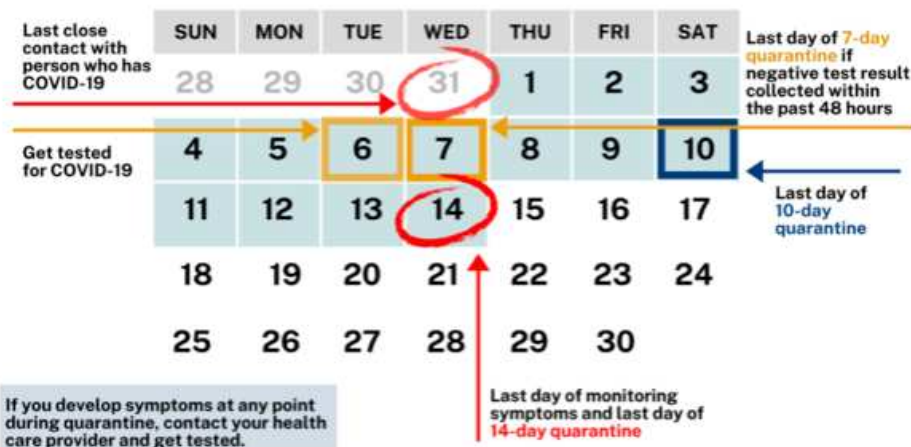 Last close
contact with
person who has
COVID-19
SUN MON TUE WED THU FRI SAT
28 29 30 31 1 2 3
Last day of 7-day
quarantine if
negative test result
collected within
the past 48 hours
Get tested
for COVID-19
4 5 6 7 8 9 10
11 12 13 14 15 16 17
Last day of
10-day
quarantine
18 19 20 21 22 23 24
25 26 27 28 29 30
If you develop symptoms at any point
during quarantine, contact your health
care provider and get tested.
Last day of monitoring
symptoms and last day of
14-day quarantine